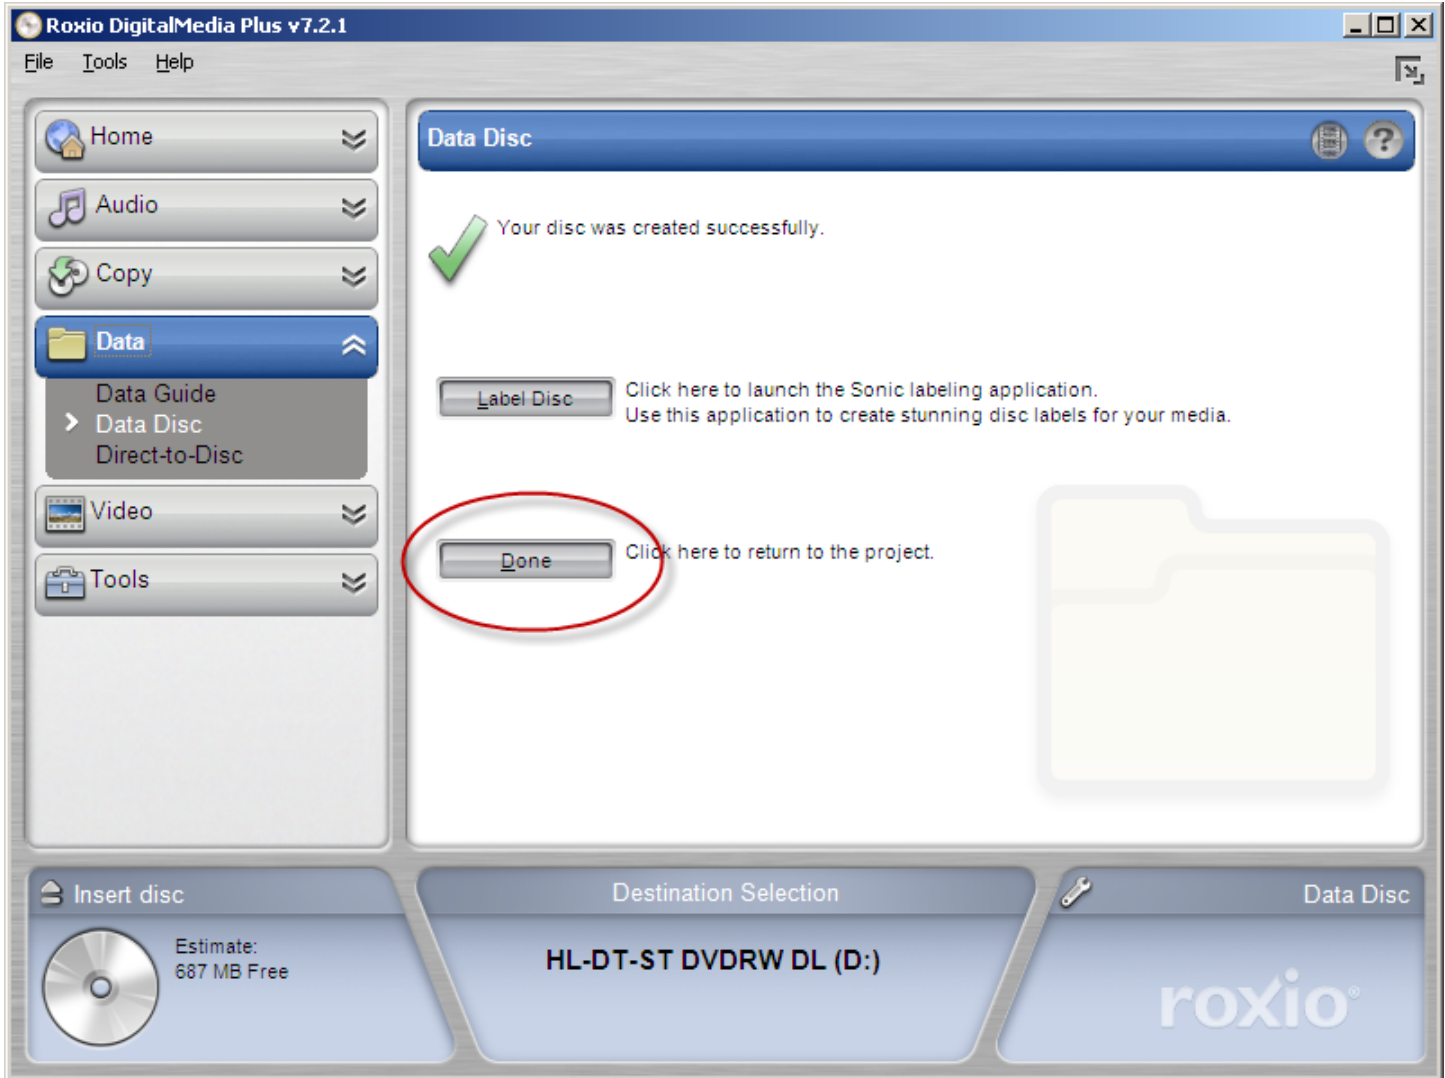 Roxio DigitalMedia Plus v7.2.1
File Tools Help
Home
Audio
Copy
Data
Data Guide
Data Disc
Direct-to-Disc
Video
Tools
Data Disc
?
Your disc was created successfully.
Label Disc
Click here to launch the Sonic labeling application.
Use this application to create stunning disc labels for your media.
Done
Click here to return to the project.
Insert disc
Estimate:
687 MB Free
Destination Selection
HL-DT-ST DVDRW DL (D:)
Data Disc
roxio®